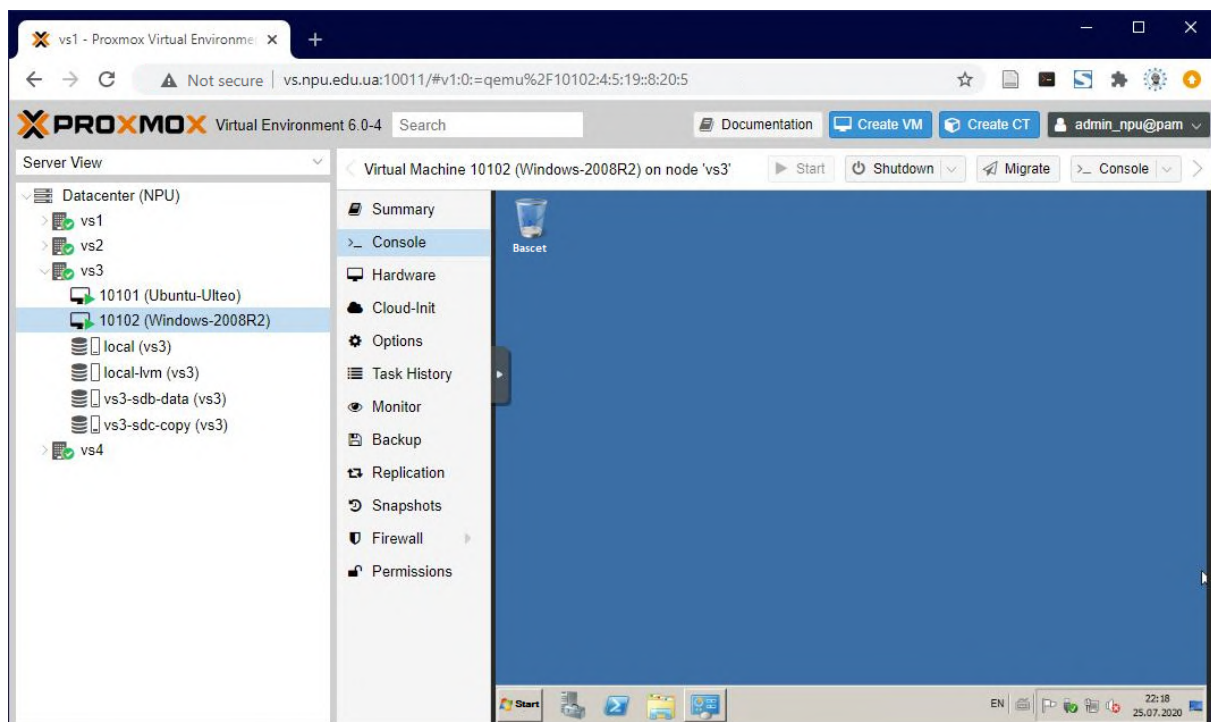 vs1 - Proxmox Virtual Environme
Not secure vs.npu.edu.ua:10011/#v1:0:=qemu%2F10102:4:5:19::8:20:5
PROXMOX Virtual Environment 6.0-4 Search Documentation Create VM Create CT admin_npu@pam
Server View
Virtual Machine 10102 (Windows-2008R2) on node 'vs3' Start Shutdown Migrate >_ Console
Datacenter (NPU)
vs1
vs2
vs3
10101 (Ubuntu-Ulteo)
10102 (Windows-2008R2)
local (vs3)
local-lvm (vs3)
vs3-sdb-data (vs3)
vs3-sdc-copy (vs3)
vs4
Summary
>_ Console
Hardware
Cloud-Init
Options
Task History
Monitor
Backup
Replication
Snapshots
Firewall
Permissions
Bascet
Start EN 22:18
25.07.2020